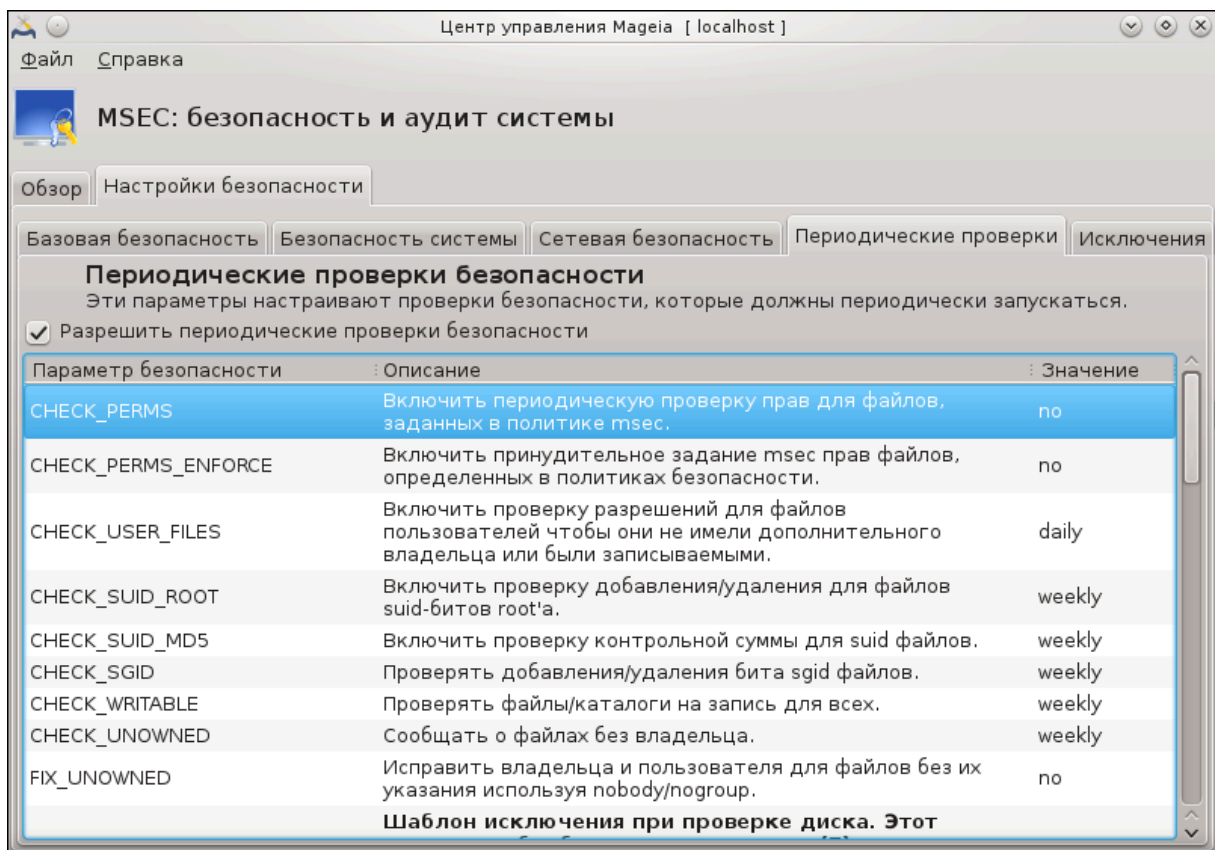 Центр управления Mageia [ localhost ]
Файл Справка
MSEC: безопасность и аудит системы
Обзор Настройки безопасности
Базовая безопасность Безопасность системы Сетевая безопасность Периодические проверки Исключения
Периодические проверки безопасности
Эти параметры настраивают проверки безопасности, которые должны периодически запускаться.
Разрешить периодические проверки безопасности
Параметр безопасности Описание Значение
CHECK_PERMS Включить периодическую проверку прав для файлов, no
заданных в политике msec.
CHECK_PERMS_ENFORCE Включить принудительное задание msec прав файлов, no
определенных в политиках безопасности.
Включить проверку разрешений для файлов
CHECK_USER_FILES пользователей чтобы они не имели дополнительного daily
владельца или были записываемыми.
CHECK_SUID_ROOT Включить проверку добавления/удаления для файлов weekly
suid-битов root'а.
CHECK_SUID_MD5 Включить проверку контрольной суммы для suid файлов. weekly
CHECK_SGID Проверять добавления/удаления бита sgid файлов. weekly
CHECK_WRITABLE Проверять файлы/каталоги на запись для всех. weekly
CHECK_UNOWNED Сообщать о файлах без владельца. weekly
FIX_UNOWNED Исправить владельца и пользователя для файлов без их no
указания используя nobody/nogroup.
Шаблон исключения при проверке диска. Этот